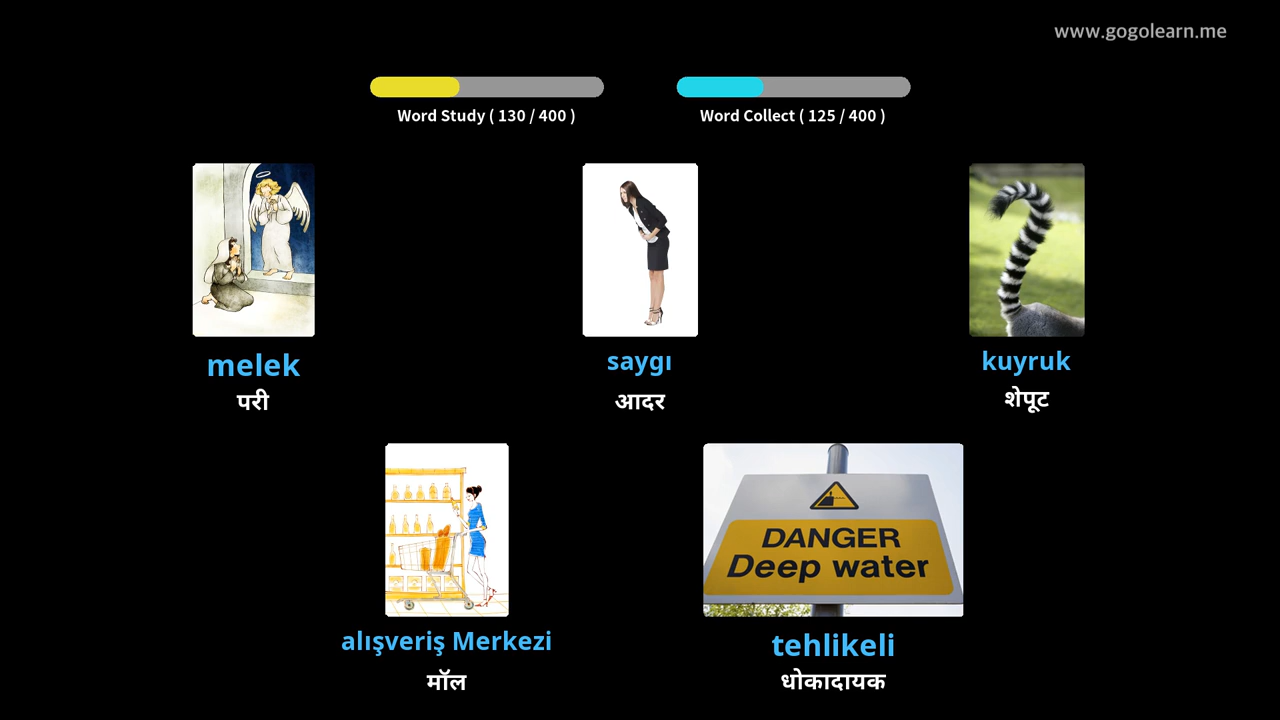 www.gogolearn.me
Word Study ( 130 / 400 )
Word Collect ( 125 / 400 )
melek
परी
saygı
आदर
kuyruk
शेपूट
alışveriş Merkezi
मॉल
DANGER
Deep water
tehlikeli
धोकादायक